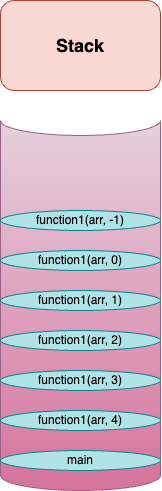 Stack
function1(arr, -1)
function1(arr, 0)
function1(arr, 1)
function1(arr, 2)
function1(arr, 3)
function1(arr, 4)
main